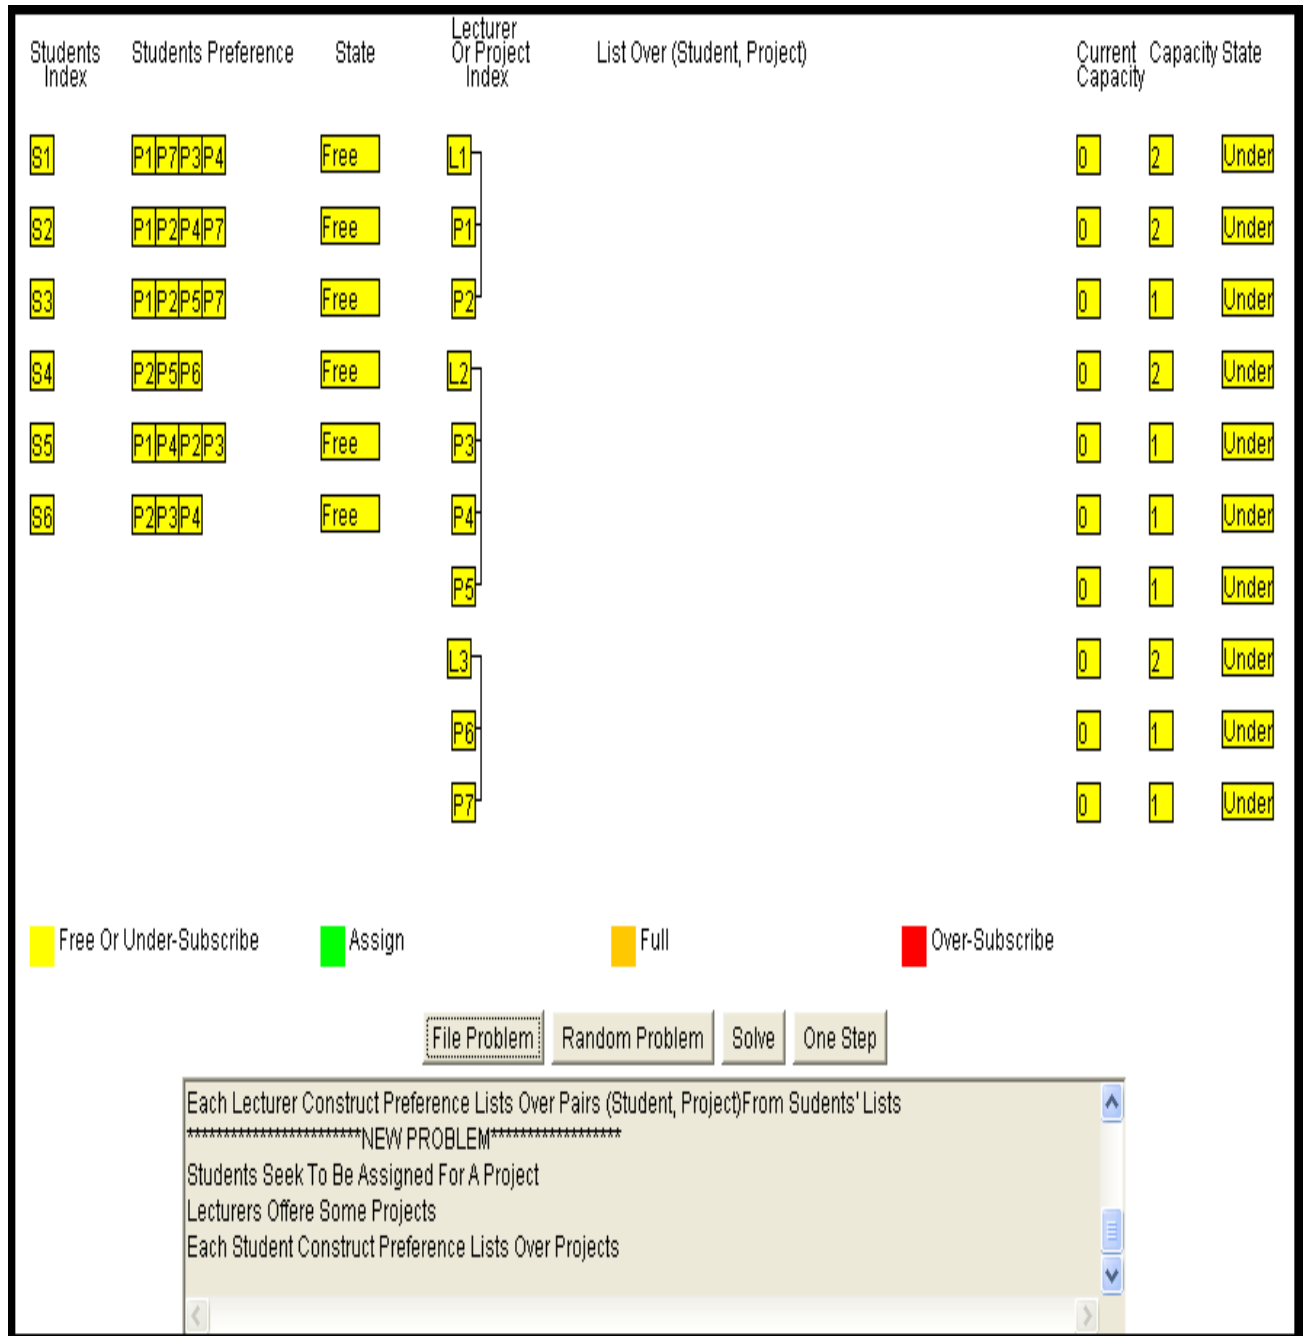 Students Index Students Preference State Lecturer Or Project Index List Over (Student, Project) Current Capacity Capacity State
S1 P1 P7 P3 P4 Free L1 0 2 Under
S2 P1 P2 P4 P7 Free P1 0 2 Under
S3 P1 P2 P5 P7 Free P2 0 1 Under
S4 P2 P5 P6 Free L2 0 2 Under
S5 P1 P4 P2 P3 Free P3 0 1 Under
S6 P2 P3 P4 Free P4 0 1 Under
P5 0 1 Under
L3 0 2 Under
P6 0 1 Under
P7 0 1 Under
Free Or Under-Subscribe Assign Full Over-Subscribe
File Problem Random Problem Solve One Step
Each Lecturer Construct Preference Lists Over Pairs (Student, Project)From Sudents' Lists
************************NEW PROBLEM******************
Students Seek To Be Assigned For A Project
Lecturers Offere Some Projects
Each Student Construct Preference Lists Over Projects